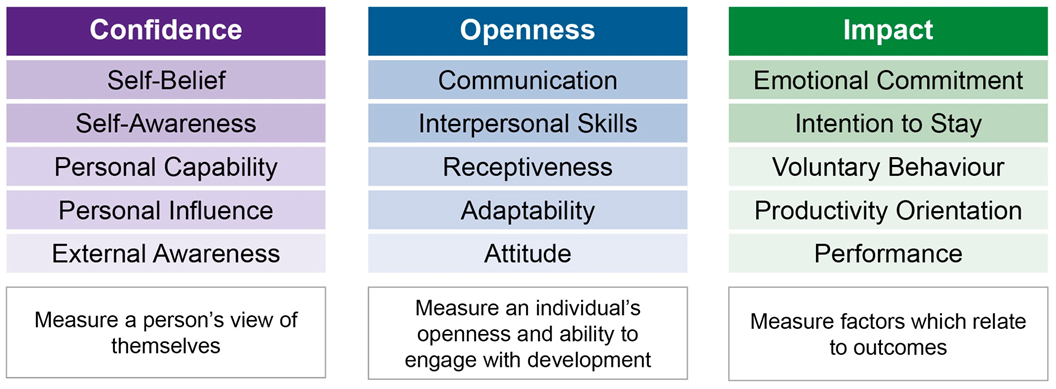 Confidence
Self-Belief
Self-Awareness
Personal Capability
Personal Influence
External Awareness
Measure a person’s view of
themselves
Openness
Communication
Interpersonal Skills
Receptiveness
Adaptability
Attitude
Measure an individual’s
openness and ability to
engage with development
Impact
Emotional Commitment
Intention to Stay
Voluntary Behaviour
Productivity Orientation
Performance
Measure factors which relate
to outcomes